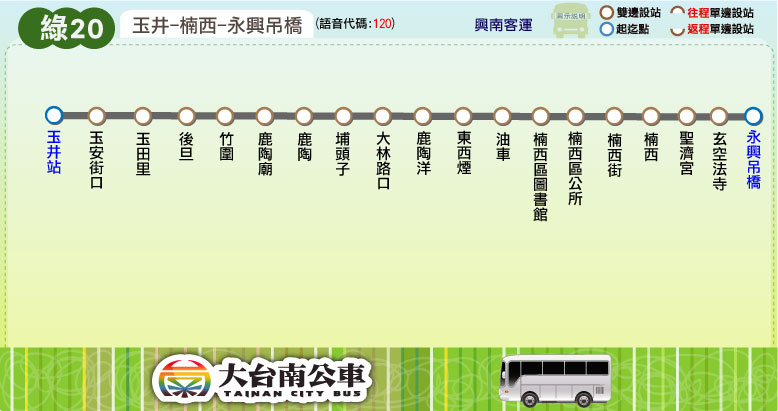 綠20
玉井-楠西-永興吊橋
(語音代碼:120)
興南客運
圖示說明
雙邊設站
往程單邊設站
起迄點
返程單邊設站
玉井站
玉安街口
玉田里
後旦
竹圍
鹿陶廟
鹿陶
埔頭子
大林路口
鹿陶洋
東西煙
油車
楠西區圖書館
楠西區公所
楠西街
楠西
聖濟宮
玄空法寺
永興吊橋
大台南公車
TAINAN CITY BUS